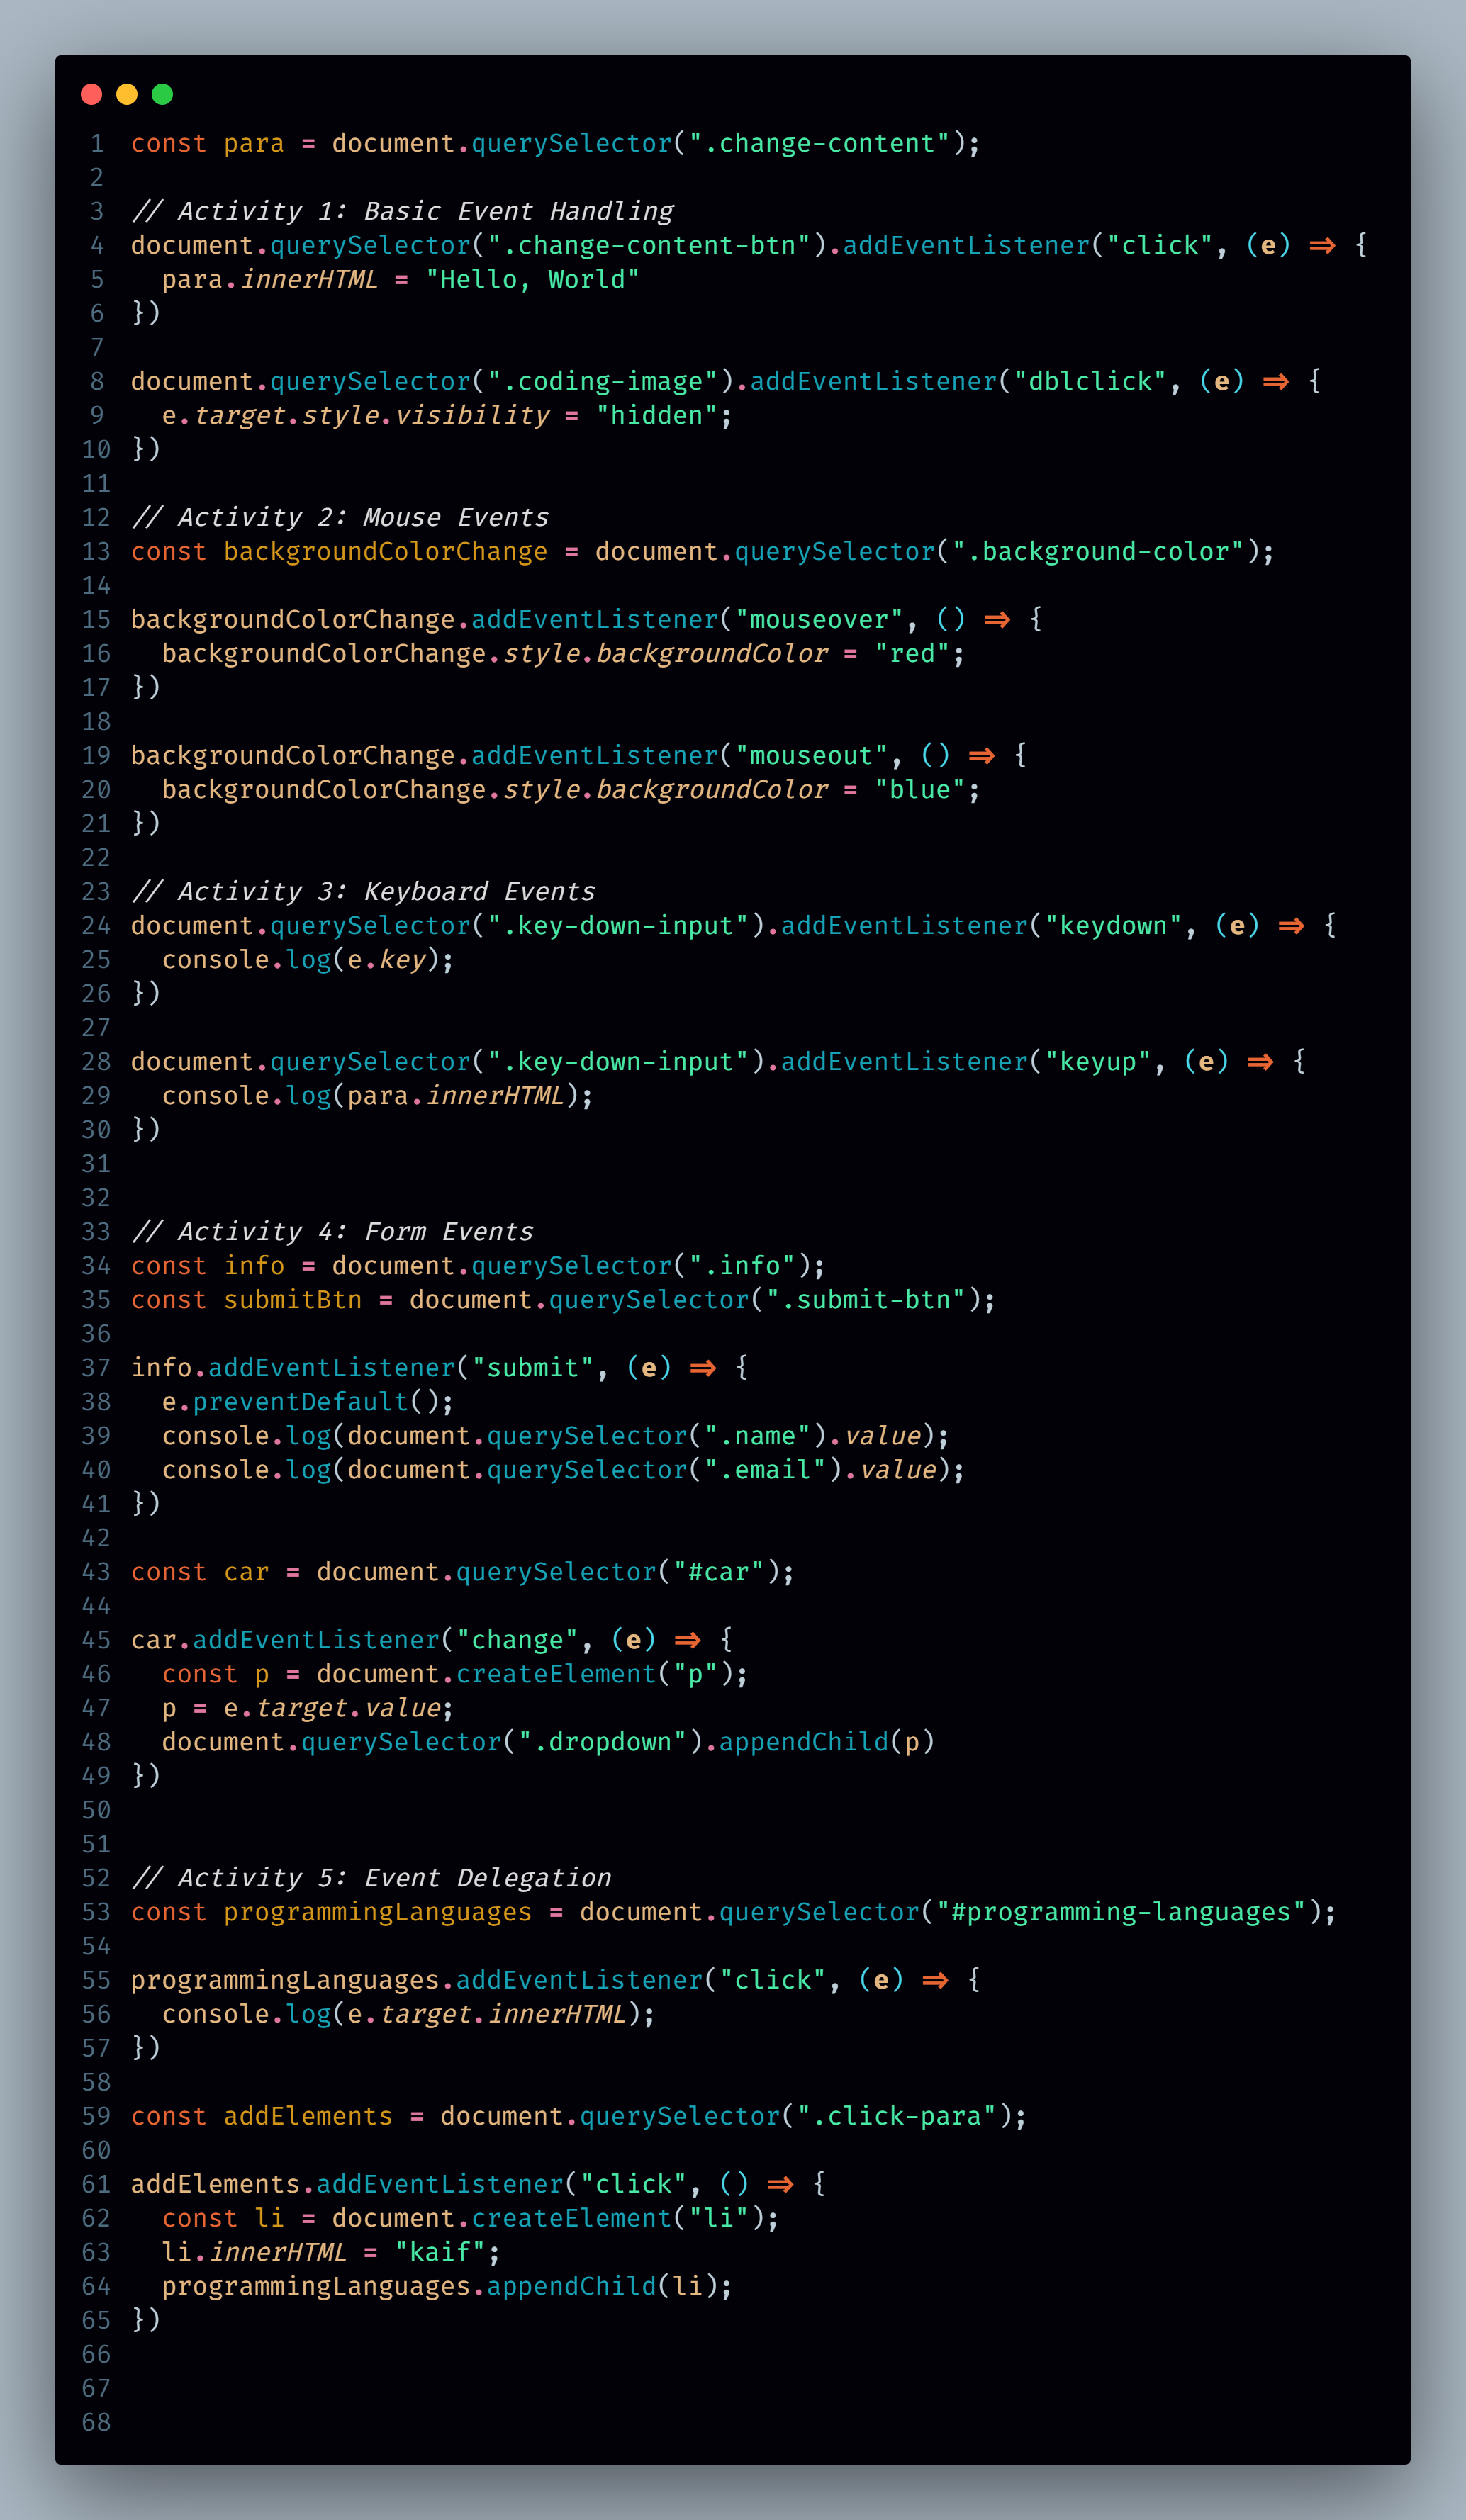 1 const para = document.querySelector(".change-content");
2
3 // Activity 1: Basic Event Handling
4 document.querySelector(".change-content-btn").addEventListener("click", (e) => {
5   para.innerHTML = "Hello, World"
6 })
7
8 document.querySelector(".coding-image").addEventListener("dblclick", (e) => {
9   e.target.style.visibility = "hidden";
10 })
11
12 // Activity 2: Mouse Events
13 const backgroundColorChange = document.querySelector(".background-color");
14
15 backgroundColorChange.addEventListener("mouseover", () => {
16   backgroundColorChange.style.backgroundColor = "red";
17 })
18
19 backgroundColorChange.addEventListener("mouseout", () => {
20   backgroundColorChange.style.backgroundColor = "blue";
21 })
22
23 // Activity 3: Keyboard Events
24 document.querySelector(".key-down-input").addEventListener("keydown", (e) => {
25   console.log(e.key);
26 })
27
28 document.querySelector(".key-down-input").addEventListener("keyup", (e) => {
29   console.log(para.innerHTML);
30 })
31
32
33 // Activity 4: Form Events
34 const info = document.querySelector(".info");
35 const submitBtn = document.querySelector(".submit-btn");
36
37 info.addEventListener("submit", (e) => {
38   e.preventDefault();
39   console.log(document.querySelector(".name").value);
40   console.log(document.querySelector(".email").value);
41 })
42
43 const car = document.querySelector("#car");
44
45 car.addEventListener("change", (e) => {
46   const p = document.createElement("p");
47   p = e.target.value;
48   document.querySelector(".dropdown").appendChild(p)
49 })
50
51
52 // Activity 5: Event Delegation
53 const programmingLanguages = document.querySelector("#programming-languages");
54
55 programmingLanguages.addEventListener("click", (e) => {
56   console.log(e.target.innerHTML);
57 })
58
59 const addElements = document.querySelector(".click-para");
60
61 addElements.addEventListener("click", () => {
62   const li = document.createElement("li");
63   li.innerHTML = "kaif";
64   programmingLanguages.appendChild(li);
65 })
66
67
68